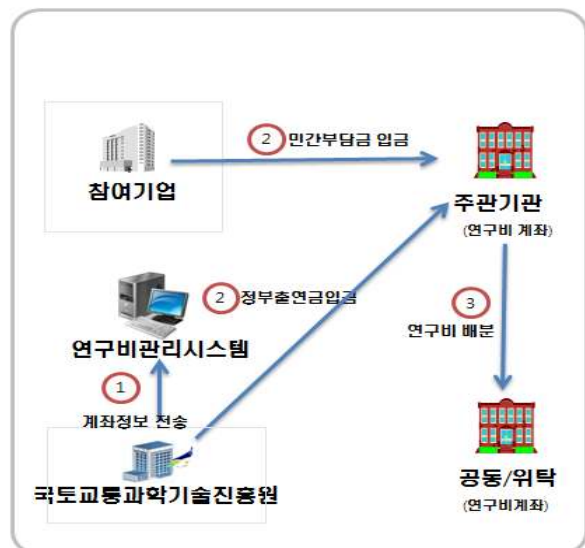 ② 민간부담금 입금
참여기업
주관기관
(연구비 계좌)
② 정부출연금입금
③
연구비 배분
연구비관리시스템
①
계좌정보 전송
국토교통과학기술진흥원
공동/위탁
(연구비계좌)